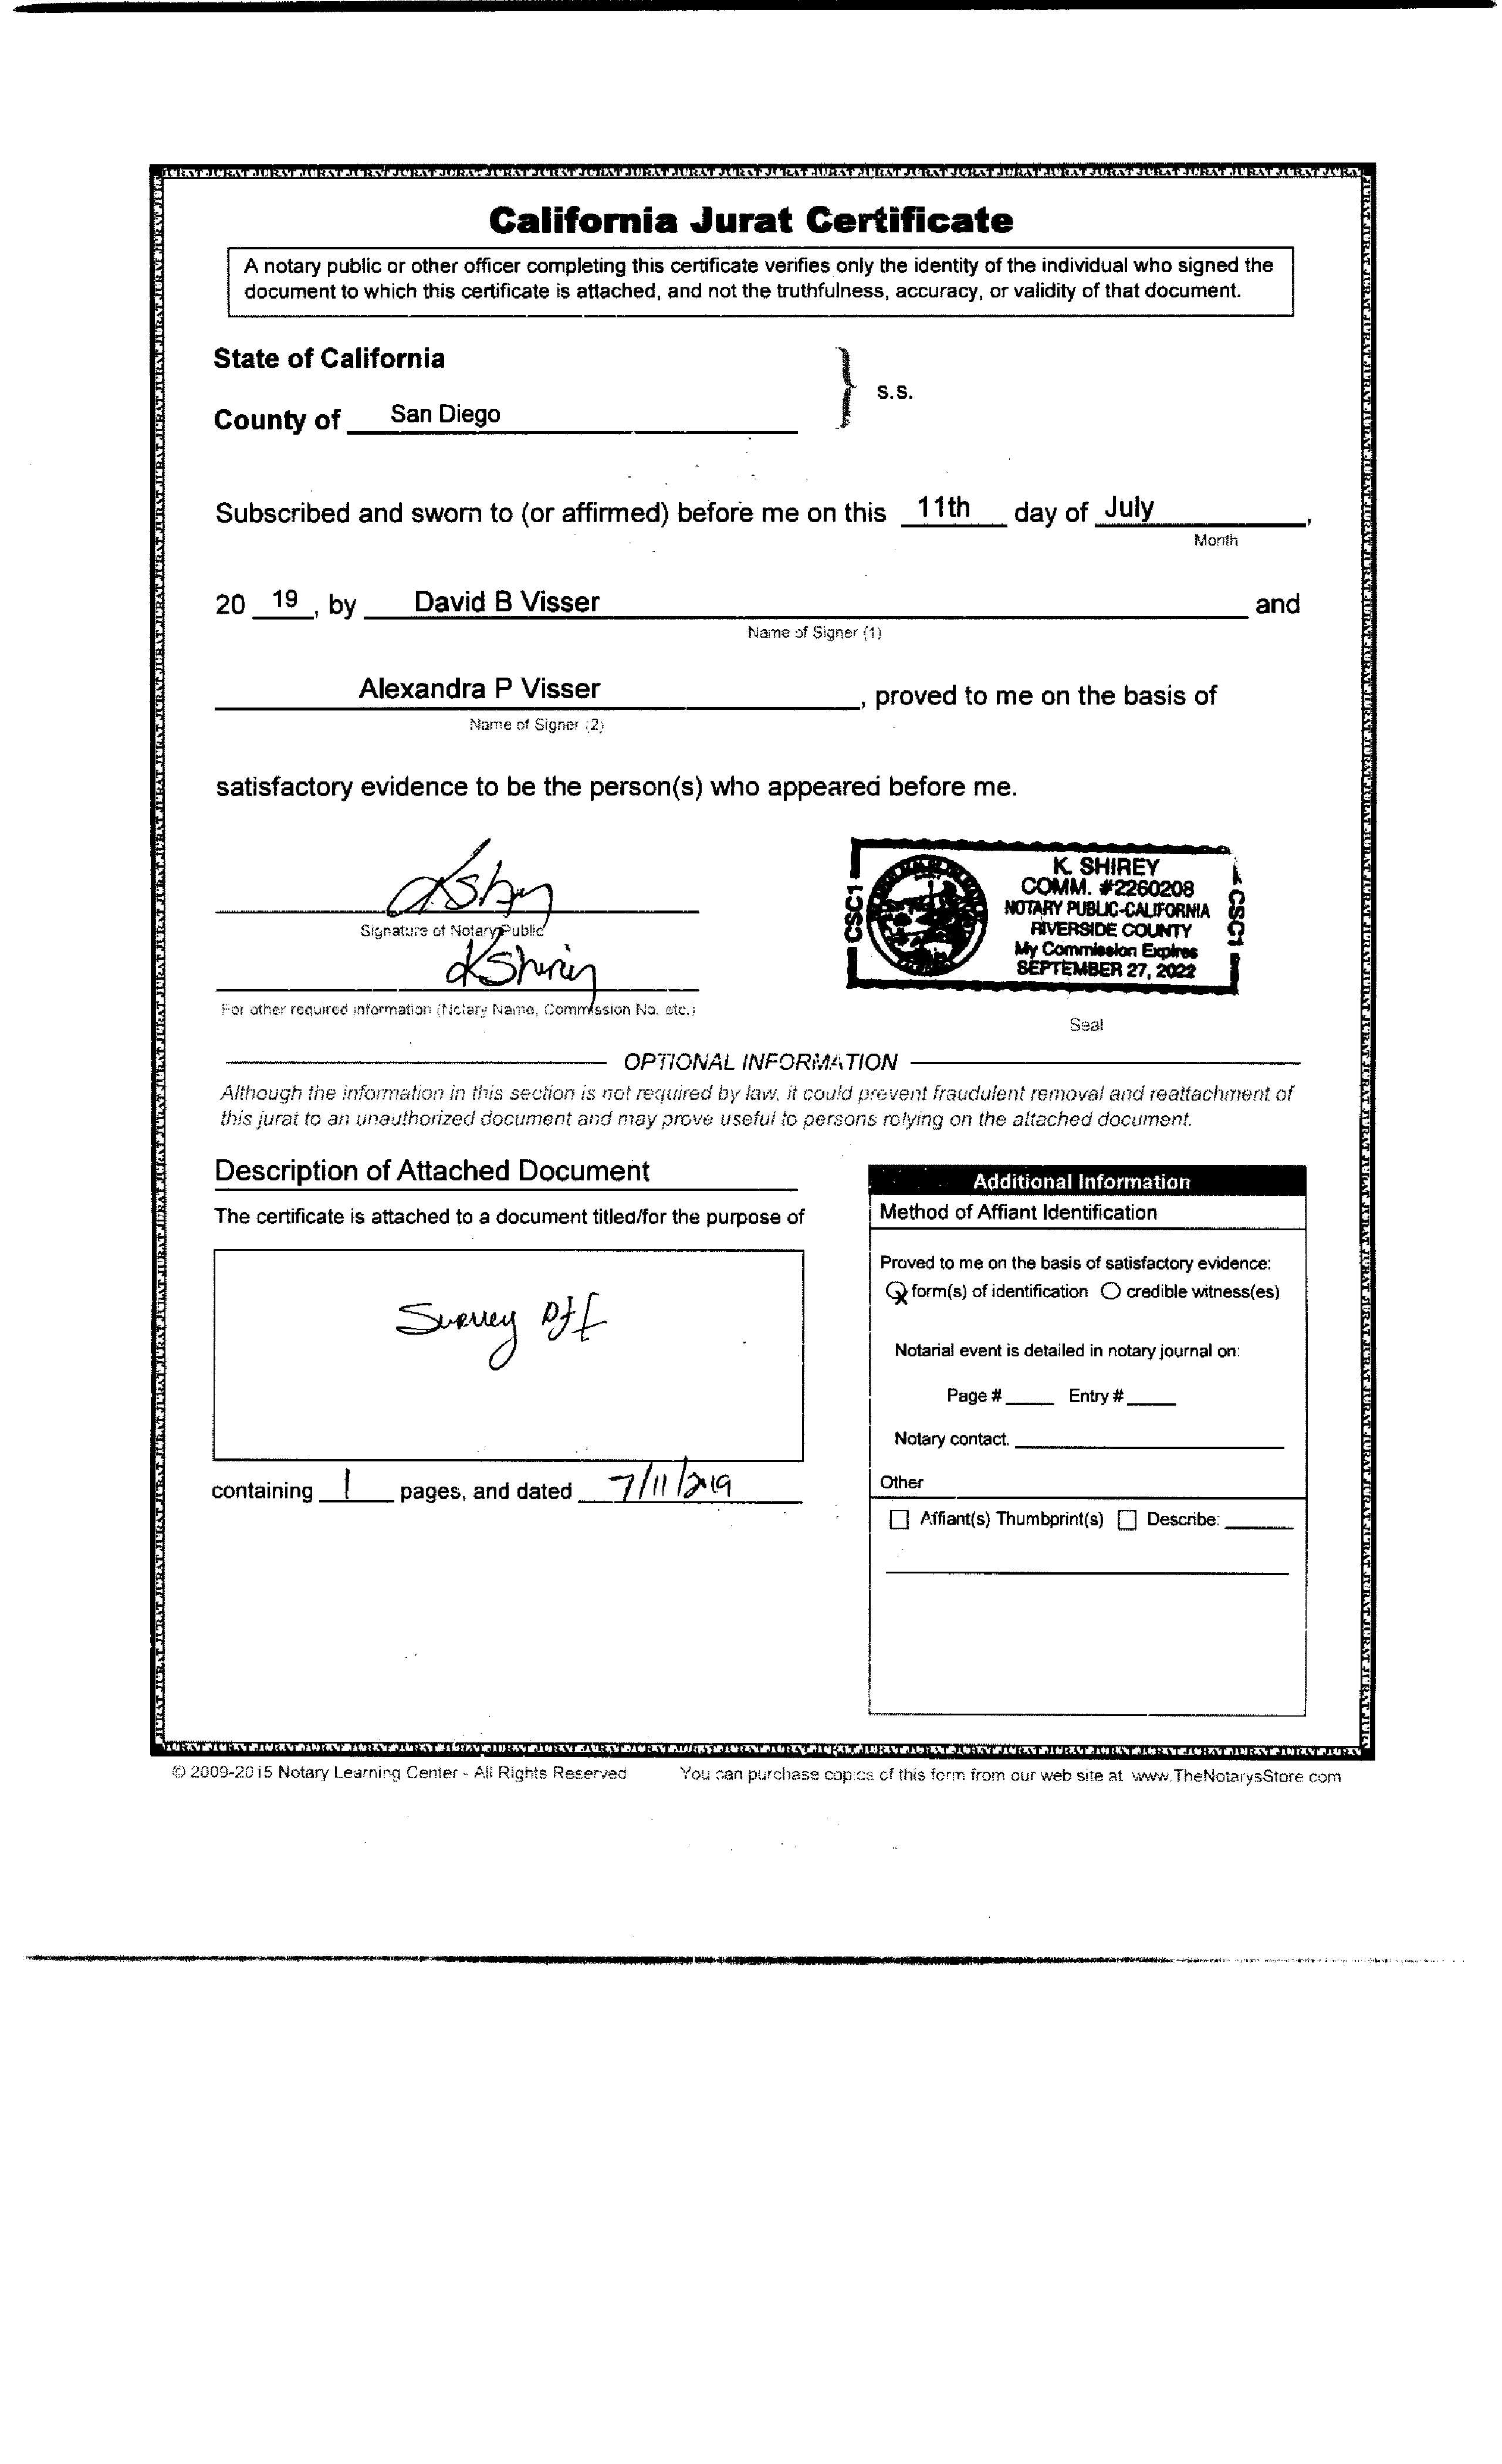 California Jurat Certificate
A notary public or other officer completing this certificate verifies only the identity of the individual who signed the
document to which this certificate is attached, and not the truthfulness, accuracy, or validity of that document.
State of California
s.s.
County of San Diego
Subscribed and sworn to (or affirmed) before me on this 11th day of July,
Month
20 19, by David B Visser and
Name of Signer (1)
Alexandra P Visser, proved to me on the basis of
Name of Signer (2)
satisfactory evidence to be the person(s) who appeared before me.
Signature of Notary Public
KShirey
For other required information (Notary Name, Commission No. etc.)
K. SHIREY
COMM. #2260208
NOTARY PUBLIC-CALIFORNIA
RIVERSIDE COUNTY
My Commission Expires
SEPTEMBER 27, 2022
CSC1
CSC1
Seal
OPTIONAL INFORMATION
Although the information in this section is not required by law, it could prevent fraudulent removal and reattachment of
this jurat to an unauthorized document and may prove useful to persons relying on the attached document.
Description of Attached Document
The certificate is attached to a document titled/for the purpose of
Survey Aff
containing 1 pages, and dated 7/11/2019
Additional Information
Method of Affiant Identification
Proved to me on the basis of satisfactory evidence:
form(s) of identification credible witness(es)
Notarial event is detailed in notary journal on:
Page # Entry #
Notary contact.
Other
Affiant(s) Thumbprint(s) Describe:
© 2009-2015 Notary Learning Center - All Rights Reserved You can purchase copies of this form from our web site at www.TheNotarysStore com